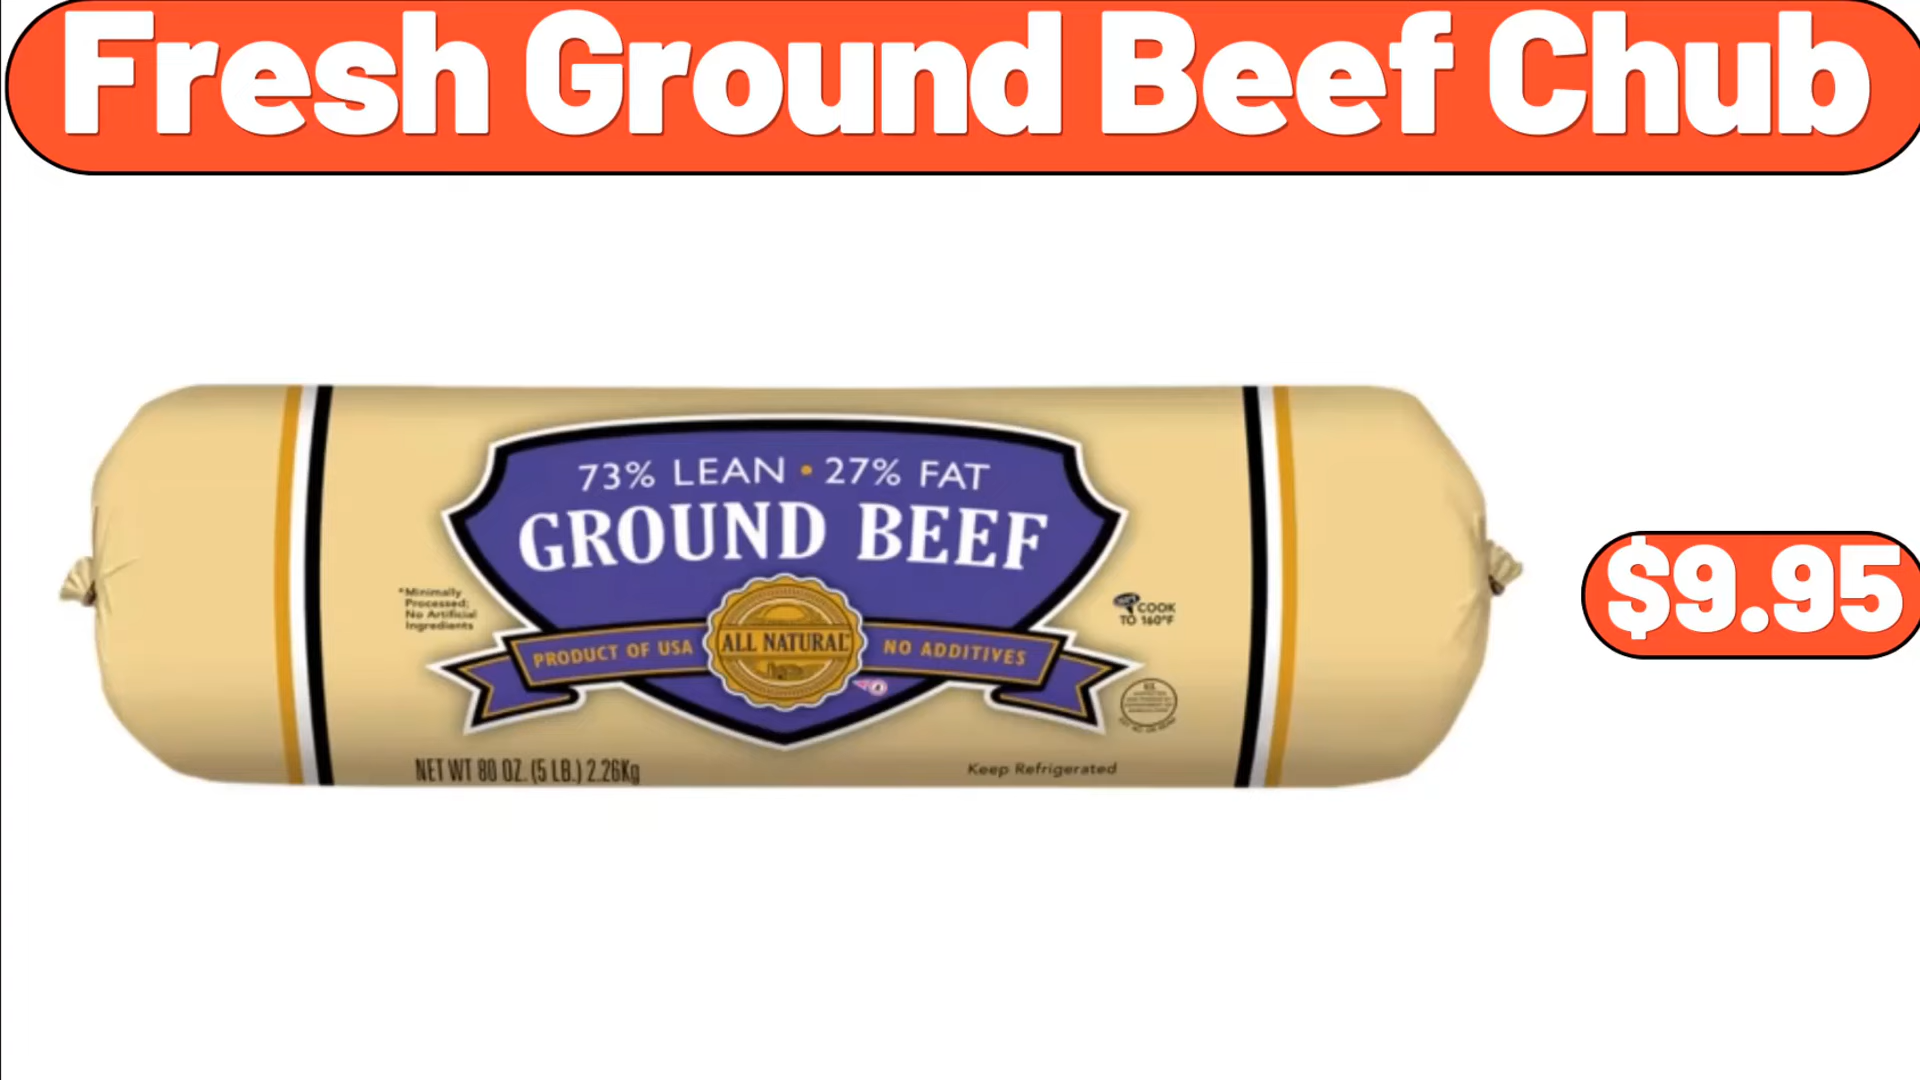 Fresh Ground Beef Chub
73% LEAN • 27% FAT
GROUND BEEF
$9.95
*Minimally
Processed;
No Artificial
Ingredients
COOK
TO 160°F
PRODUCT OF USA
ALL NATURAL*
NO ADDITIVES
NET WT 80 OZ. (5 LB.) 2.26Kg
Keep Refrigerated